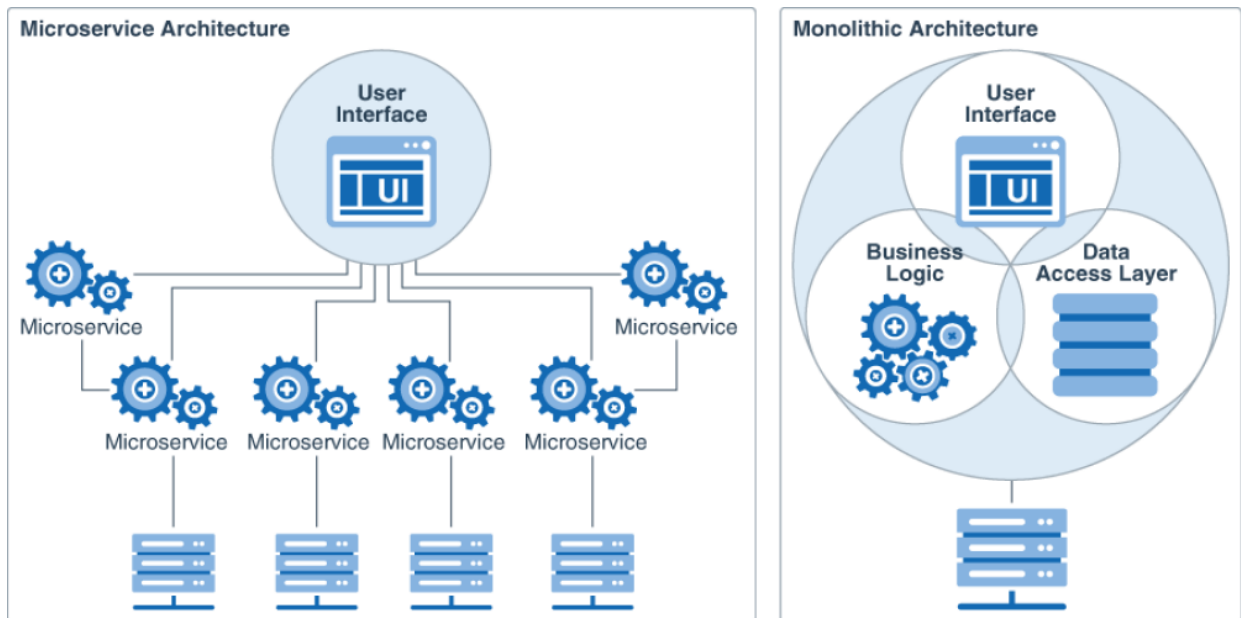 Microservice Architecture
User
Interface
UI
Microservice
Microservice
Microservice
Microservice
Microservice
Microservice
Monolithic Architecture
User
Interface
UI
Business
Logic
Data
Access Layer